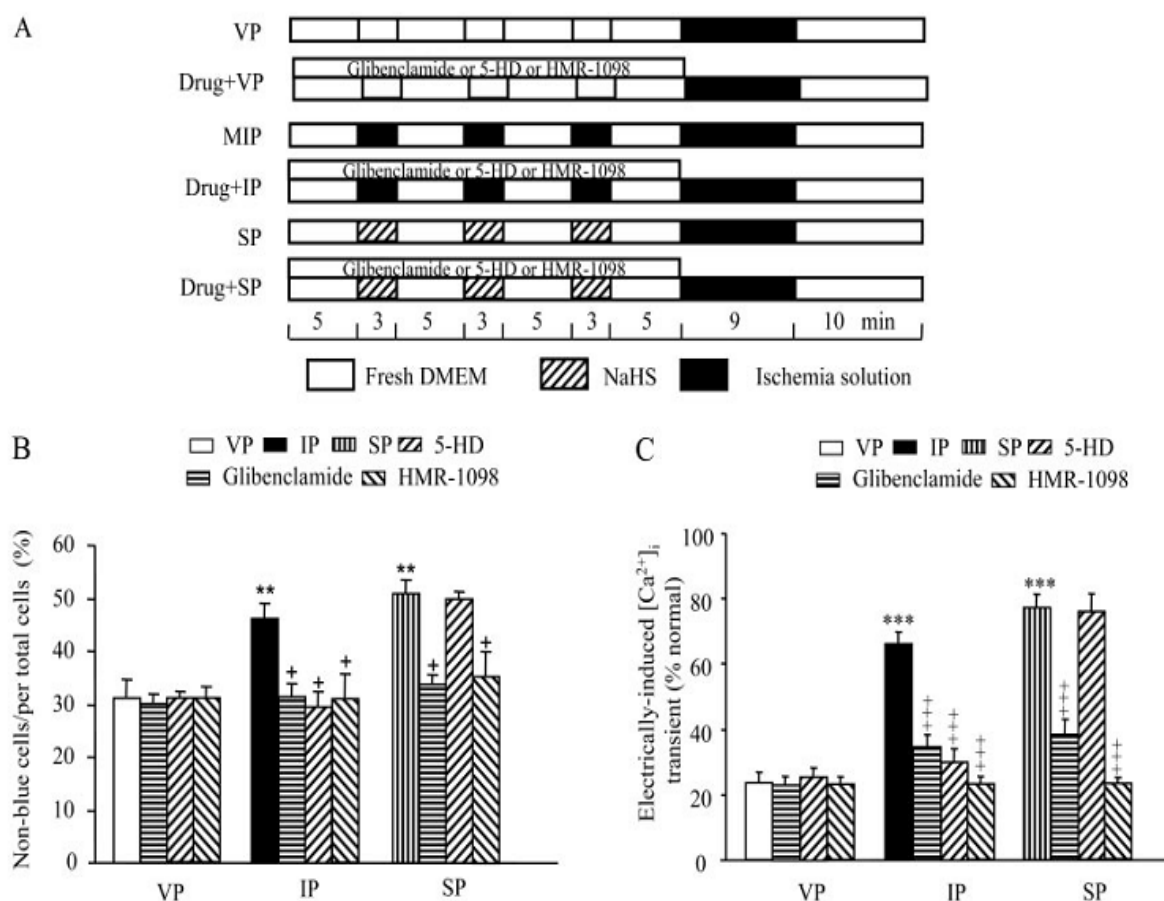 A
VP
Glibenclamide or 5-HD or HMR-1098
Drug+VP
MIP
Glibenclamide or 5-HD or HMR-1098
Drug+IP
SP
Glibenclamide or 5-HD or HMR-1098
Drug+SP
5 3 5 3 5 3 5 9 10 min
Fresh DMEM NaHS Ischemia solution
B
VP IP SP 5-HD
Glibenclamide HMR-1098
Non-blue cells/per total cells (%)
60
50
40
30
20
10
0
**
+
+
+
**
+
+
VP IP SP
C
VP IP SP 5-HD
Glibenclamide HMR-1098
Electrically-induced [Ca²⁺]ᵢ
transient (% normal)
100
80
60
40
20
0
***
+++
+++
+++
***
+++
+++
VP IP SP